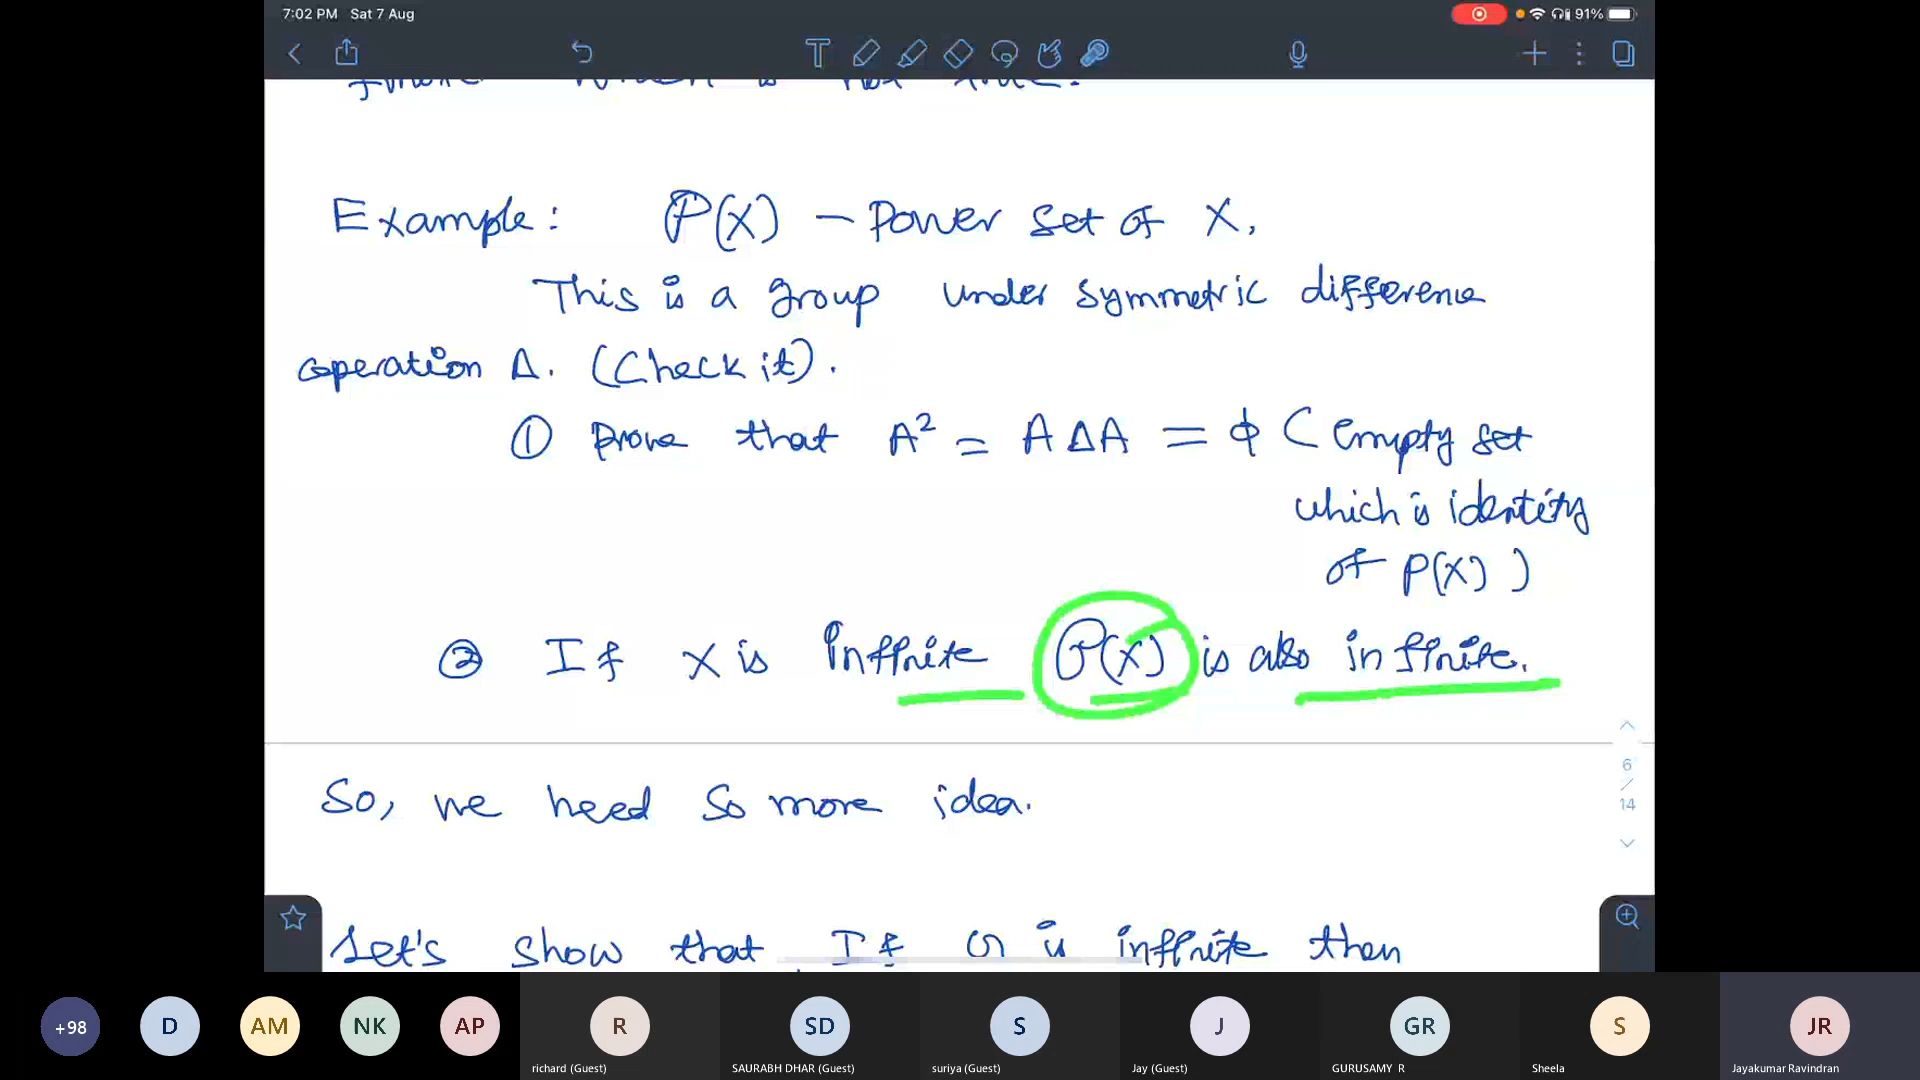 7:02 PM Sat 7 Aug
91%
Example: P(X) - Power set of X.
This is a group under symmetric difference
operation Δ. (Check it).
① Prove that A² = A Δ A = ϕ (empty set
which is identity
of P(X))
② If X is Infinite P(X) is also infinite.
6
/
14
So, we need so more idea.
Let's show that If G is infinite then
+98
D
AM
NK
AP
R
SD
S
J
GR
S
JR
richard (Guest)
SAURABH DHAR (Guest)
suriya (Guest)
Jay (Guest)
GURUSAMY R
Sheela
Jayakumar Ravindran